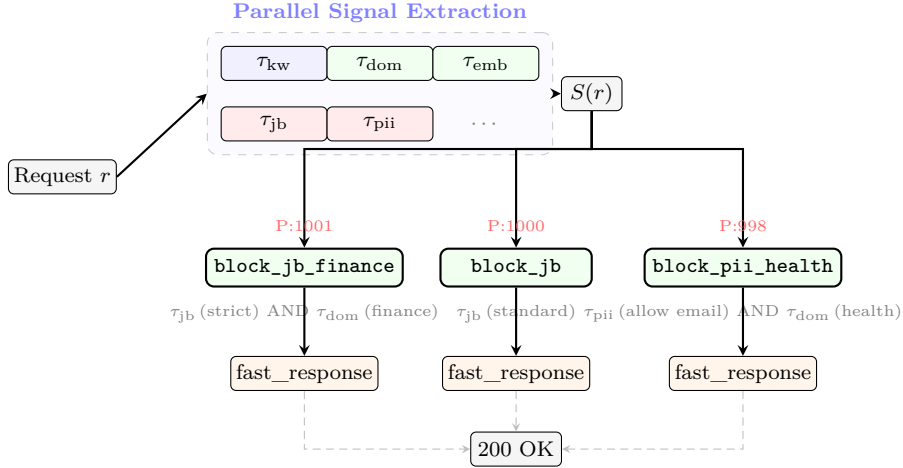 Parallel Signal Extraction
τkw τdom τemb
S(r)
τjb τpii ...
Request r
P:1001 P:1000 P:998
block_jb_finance block_jb block_pii_health
τjb (strict) AND τdom (finance) τjb (standard) τpii (allow email) AND τdom (health)
fast_response fast_response fast_response
200 OK